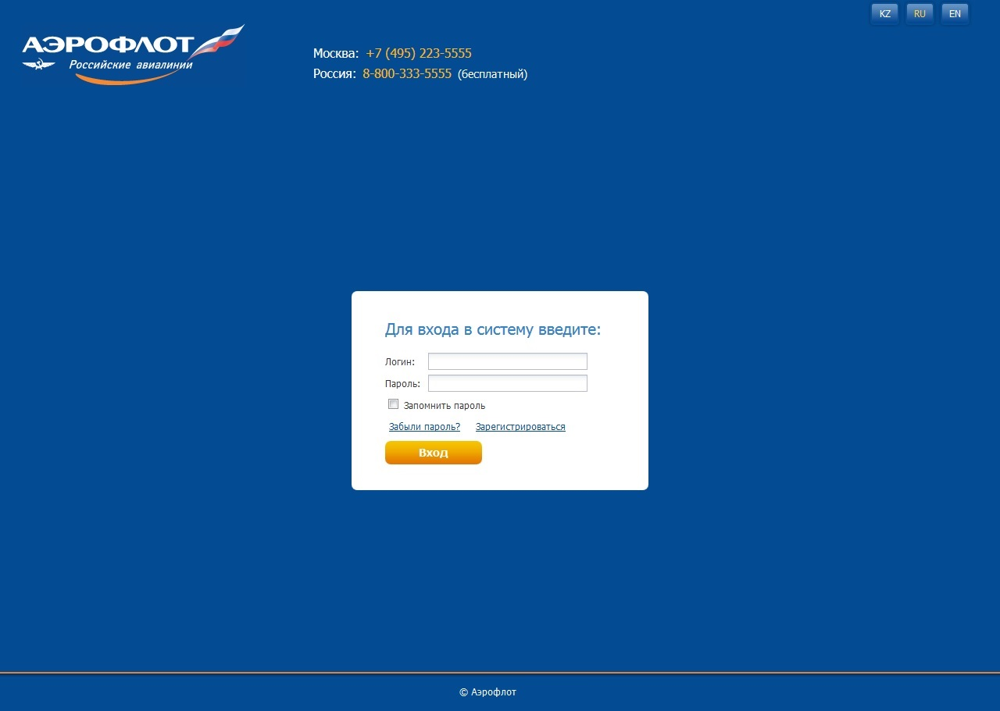 KZ RU EN
АЭРОФЛОТ
Российские авиалинии
Москва: +7 (495) 223-5555
Россия: 8-800-333-5555 (бесплатный)
Для входа в систему введите:
Логин:
Пароль:
Запомнить пароль
Забыли пароль? Зарегистрироваться
Вход
© Аэрофлот